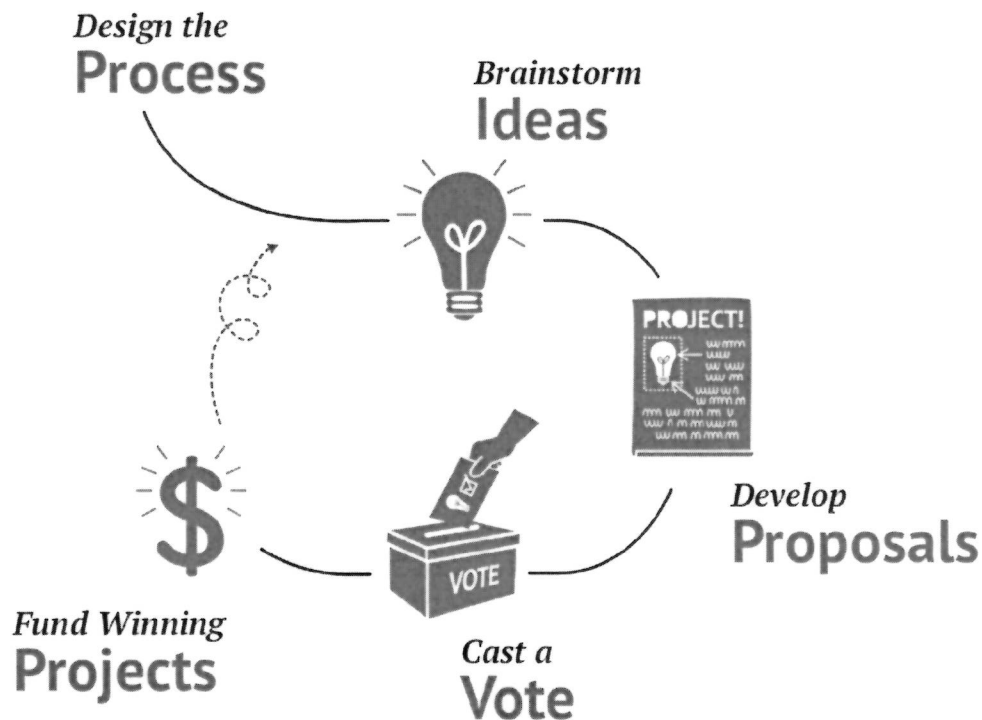 Design the
Process
Brainstorm
Ideas
PROJECT!
Develop
Proposals
VOTE
Cast a
Vote
Fund Winning
Projects